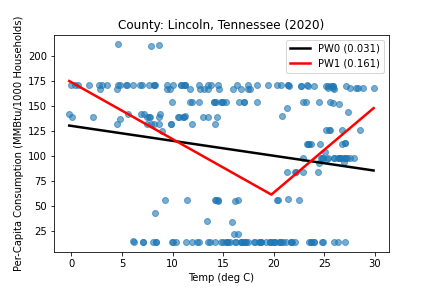 County: Lincoln, Tennessee (2020)
PW0 (0.031)
PW1 (0.161)
Per-Capita Consumption (MMBtu/1000 Households)
200
175
150
125
100
75
50
25
0 5 10 15 20 25 30
Temp (deg C)